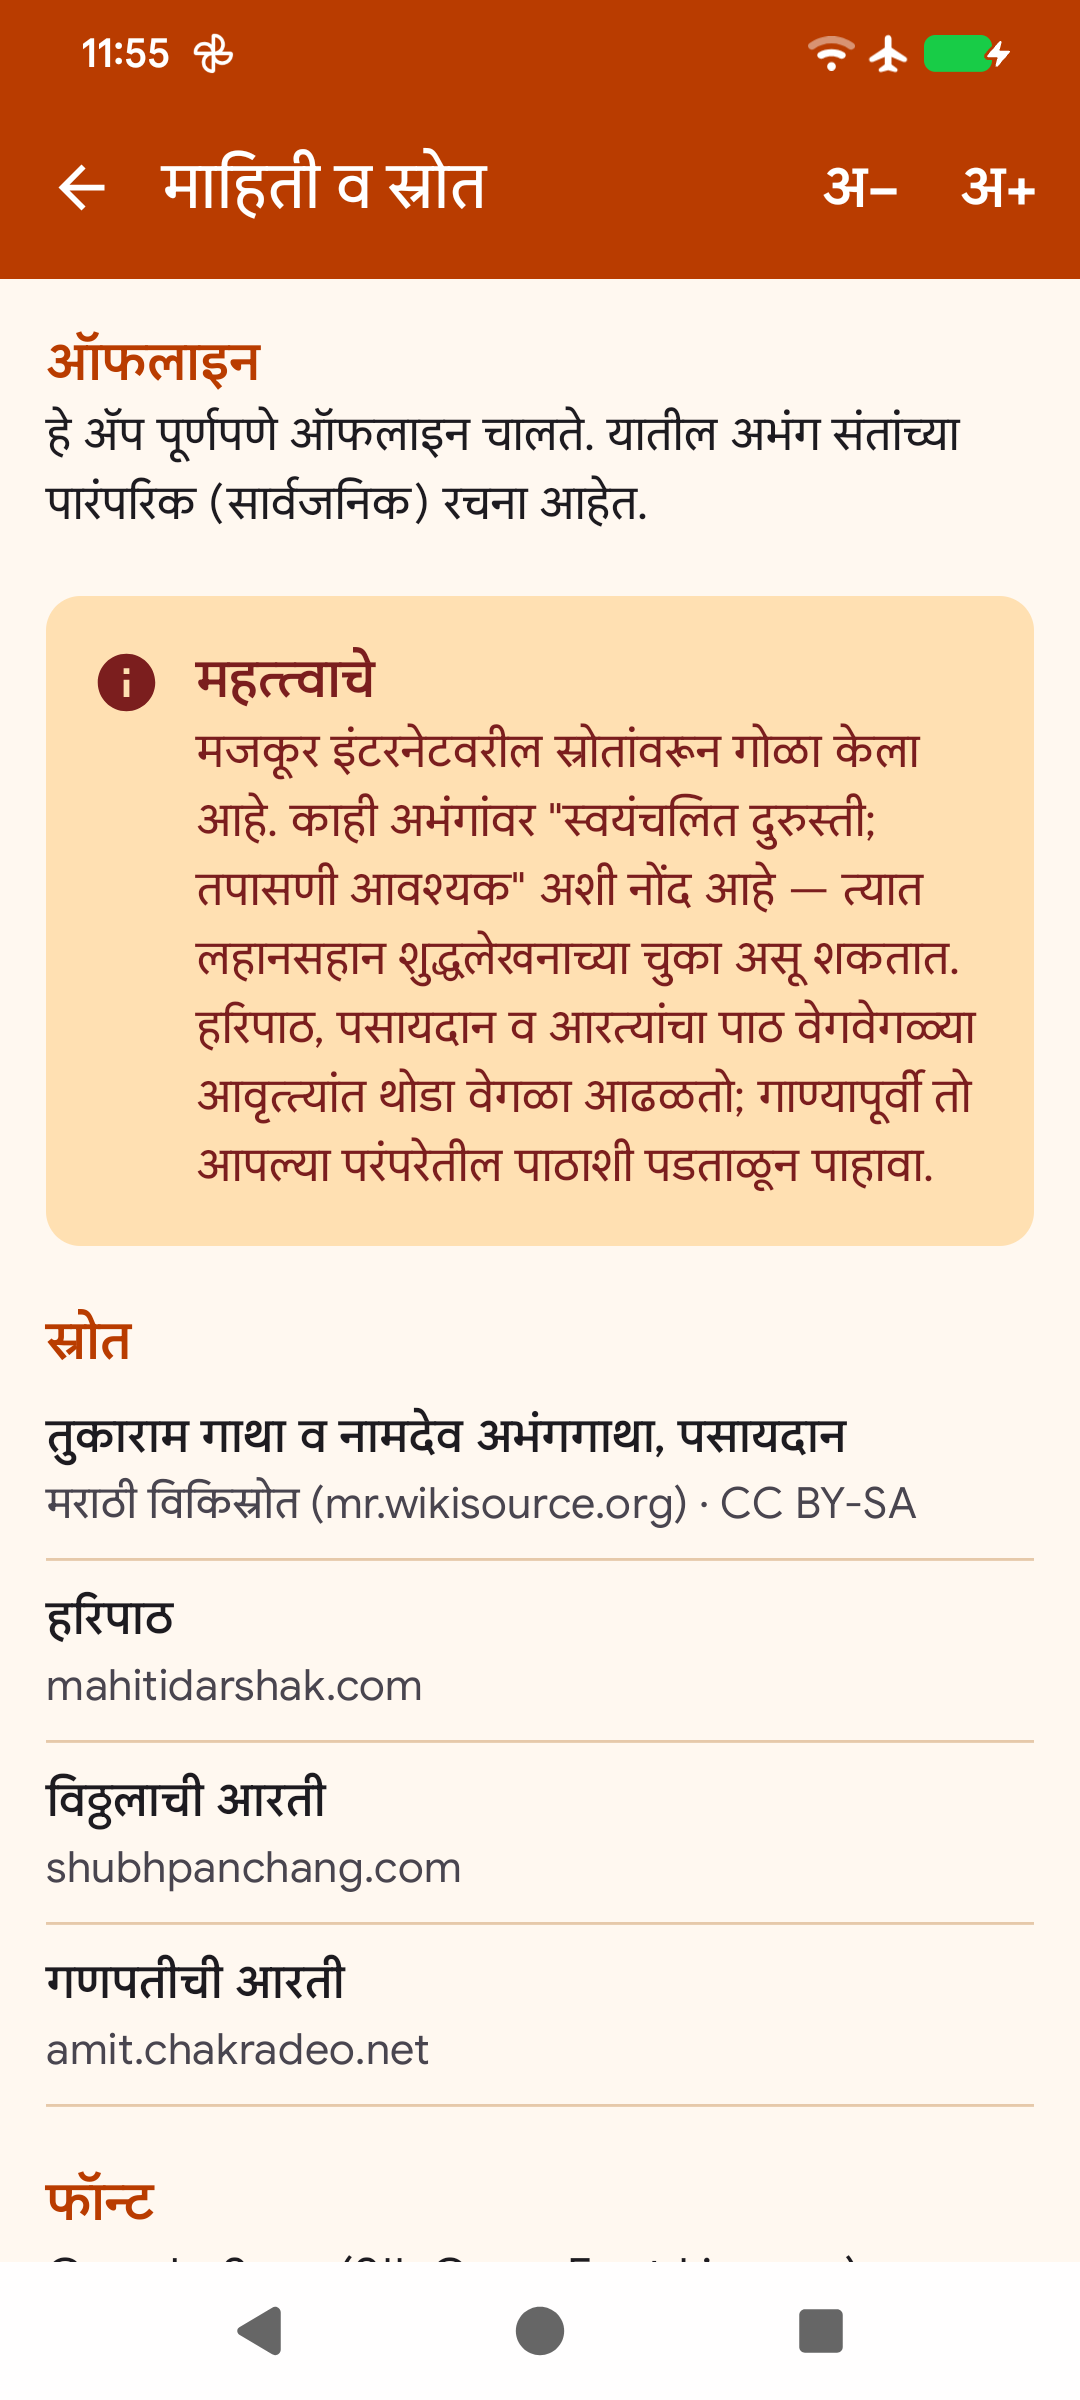 11:55
माहिती व स्रोत
अ– अ+
ऑफलाइन
हे ॲप पूर्णपणे ऑफलाइन चालते. यातील अभंग संतांच्या
पारंपरिक (सार्वजनिक) रचना आहेत.
महत्त्वाचे
मजकूर इंटरनेटवरील स्रोतांवरून गोळा केला
आहे. काही अभंगांवर "स्वयंचलित दुरुस्ती;
तपासणी आवश्यक" अशी नोंद आहे — त्यात
लहानसहान शुद्धलेखनाच्या चुका असू शकतात.
हरिपाठ, पसायदान व आरत्यांचा पाठ वेगवेगळ्या
आवृत्त्यांत थोडा वेगळा आढळतो; गाण्यापूर्वी तो
आपल्या परंपरेतील पाठाशी पडताळून पाहावा.
स्रोत
तुकाराम गाथा व नामदेव अभंगगाथा, पसायदान
मराठी विकिस्रोत (mr.wikisource.org) · CC BY-SA
हरिपाठ
mahitidarshak.com
विठ्ठलाची आरती
shubhpanchang.com
गणपतीची आरती
amit.chakradeo.net
फॉन्ट